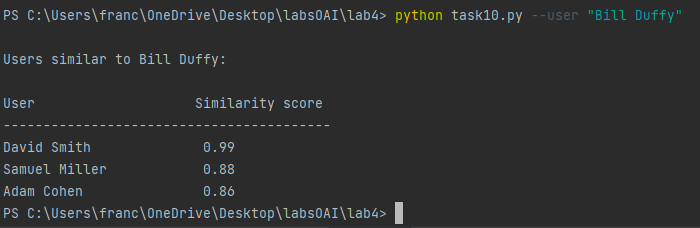 PS C:\Users\franc\OneDrive\Desktop\labsOAI\lab4> python task10.py --user "Bill Duffy"
Users similar to Bill Duffy:
User                    Similarity score
-----------------------------------------
David Smith              0.99
Samuel Miller            0.88
Adam Cohen               0.86
PS C:\Users\franc\OneDrive\Desktop\labsOAI\lab4>